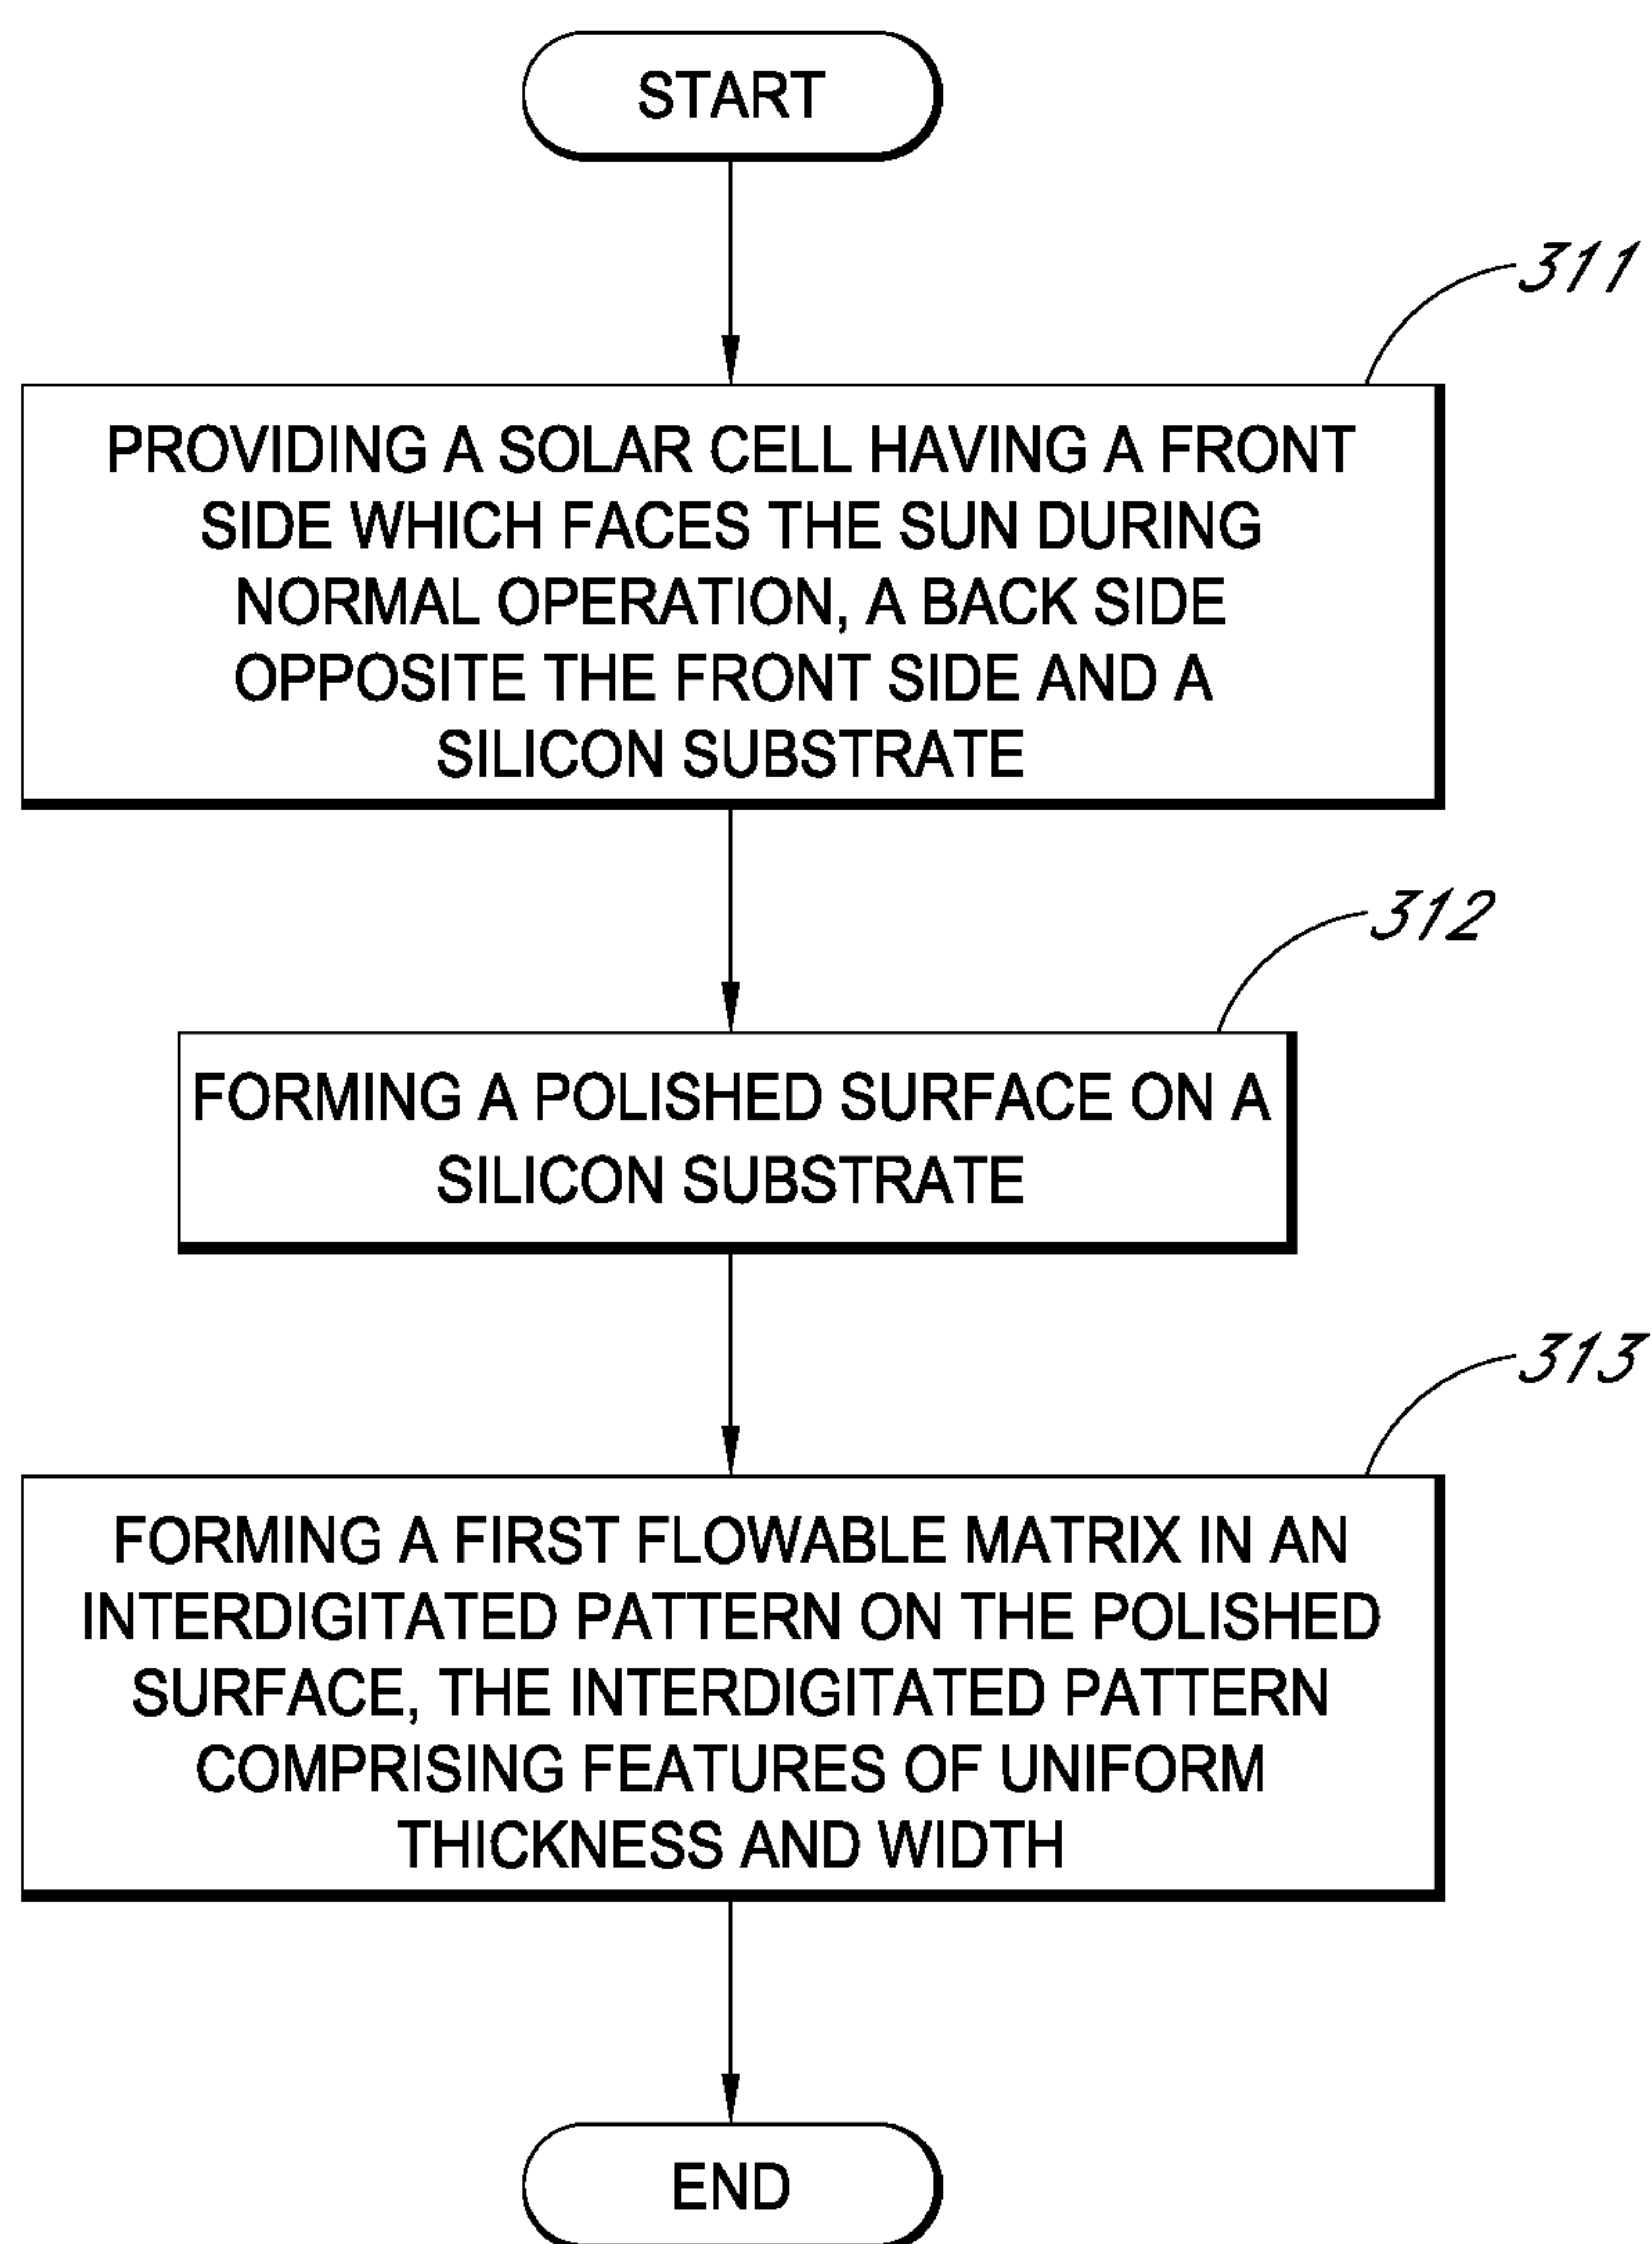 START
311
PROVIDING A SOLAR CELL HAVING A FRONT
SIDE WHICH FACES THE SUN DURING
NORMAL OPERATION, A BACK SIDE
OPPOSITE THE FRONT SIDE AND A
SILICON SUBSTRATE
312
FORMING A POLISHED SURFACE ON A
SILICON SUBSTRATE
313
FORMING A FIRST FLOWABLE MATRIX IN AN
INTERDIGITATED PATTERN ON THE POLISHED
SURFACE, THE INTERDIGITATED PATTERN
COMPRISING FEATURES OF UNIFORM
THICKNESS AND WIDTH
END